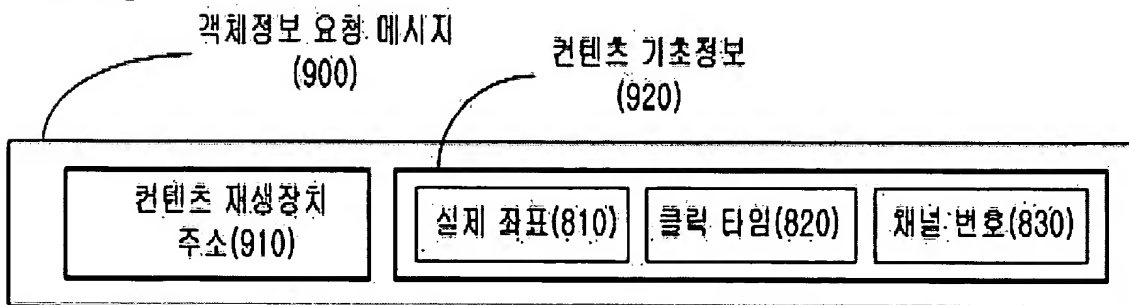 객체정보 요청 메시지
(900)
컨텐츠 기초정보
(920)
컨텐츠 재생장치
주소(910)
실제 좌표(810)
클릭 타임(820)
채널 번호(830)